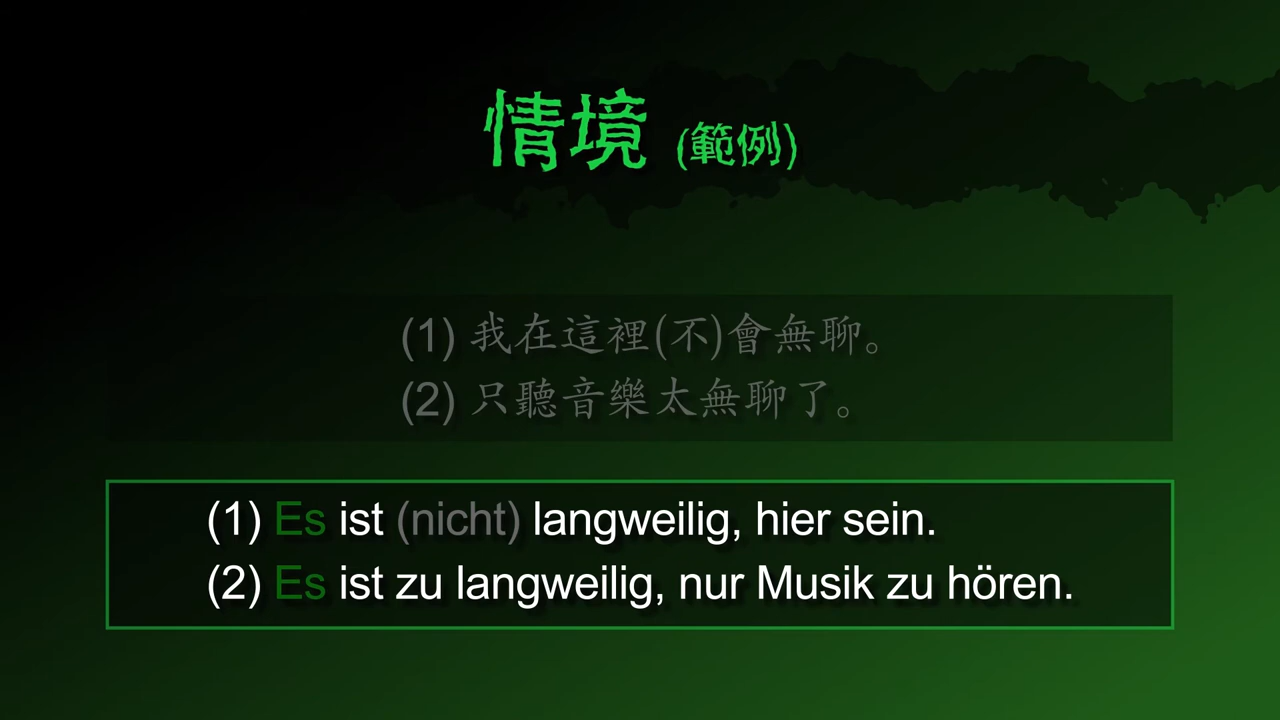 情境 (範例)
(1) 我在這裡(不)會無聊。
(2) 只聽音樂太無聊了。
(1) Es ist (nicht) langweilig, hier sein.
(2) Es ist zu langweilig, nur Musik zu hören.